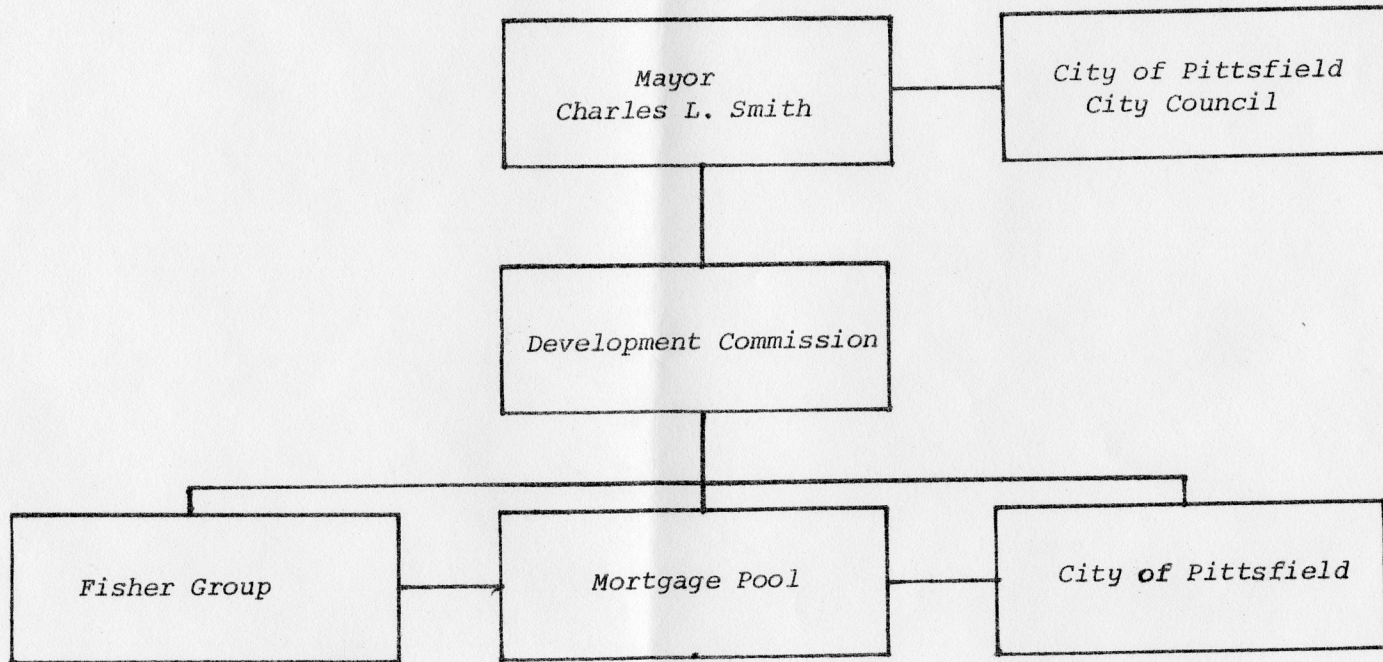 Mayor
Charles L. Smith
City of Pittsfield
City Council
Development Commission
Fisher Group
Mortgage Pool
City of Pittsfield